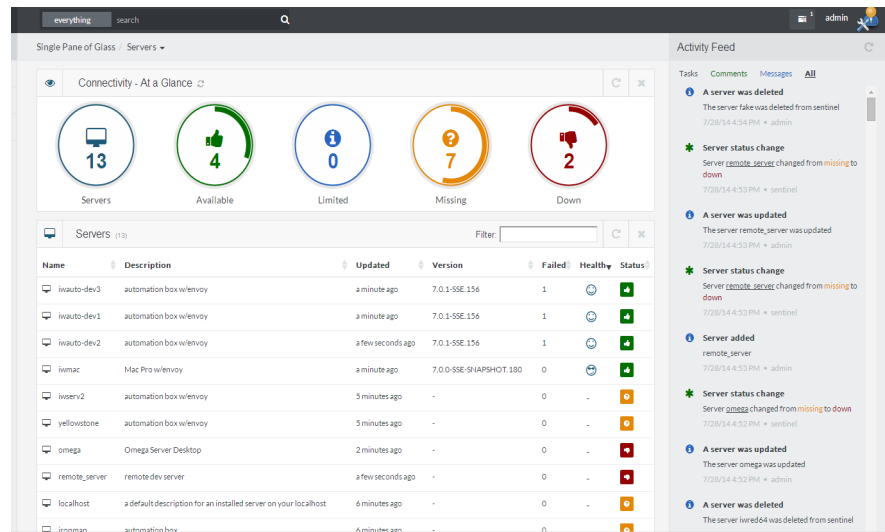 everything search 1 admin
Single Pane of Glass / Servers
Activity Feed
Connectivity - At a Glance
13 4 0 7 2
Servers Available Limited Missing Down
Servers (13) Filter:
Name Description Updated Version Failed Health Status
iwauto-dev3 automation box w/envoy a minute ago 7.0.1-SSE.156 1
iwauto-dev1 automation box w/envoy a minute ago 7.0.1-SSE.156 1
iwauto-dev2 automation box w/envoy a few seconds ago 7.0.1-SSE.156 1
iwmac Mac Pro w/envoy a minute ago 7.0.0-SSE-SNAPSHOT.180 0
iwserv2 automation box w/envoy 5 minutes ago - 0 -
yellowstone automation box w/envoy 5 minutes ago - 0 -
omega Omega Server Desktop 2 minutes ago - 0 -
remote_server remote dev server a few seconds ago - 0 -
localhost a default description for an installed server on your localhost 6 minutes ago - 0 -
ironman automation box 6 minutes ago - 0 -
Tasks Comments Messages All
A server was deleted
The server fake was deleted from sentinel
7/28/14 4:54 PM • admin
Server status change
Server remote_server changed from missing to
down
7/28/14 4:53 PM • sentinel
A server was updated
The server remote_server was updated
7/28/14 4:53 PM • admin
Server status change
Server remote_server changed from missing to
down
7/28/14 4:53 PM • sentinel
Server added
remote_server
7/28/14 4:53 PM • admin
Server status change
Server omega changed from missing to down
7/28/14 4:52 PM • sentinel
A server was updated
The server omega was updated
7/28/14 4:52 PM • admin
A server was deleted
The server iwred64 was deleted from sentinel